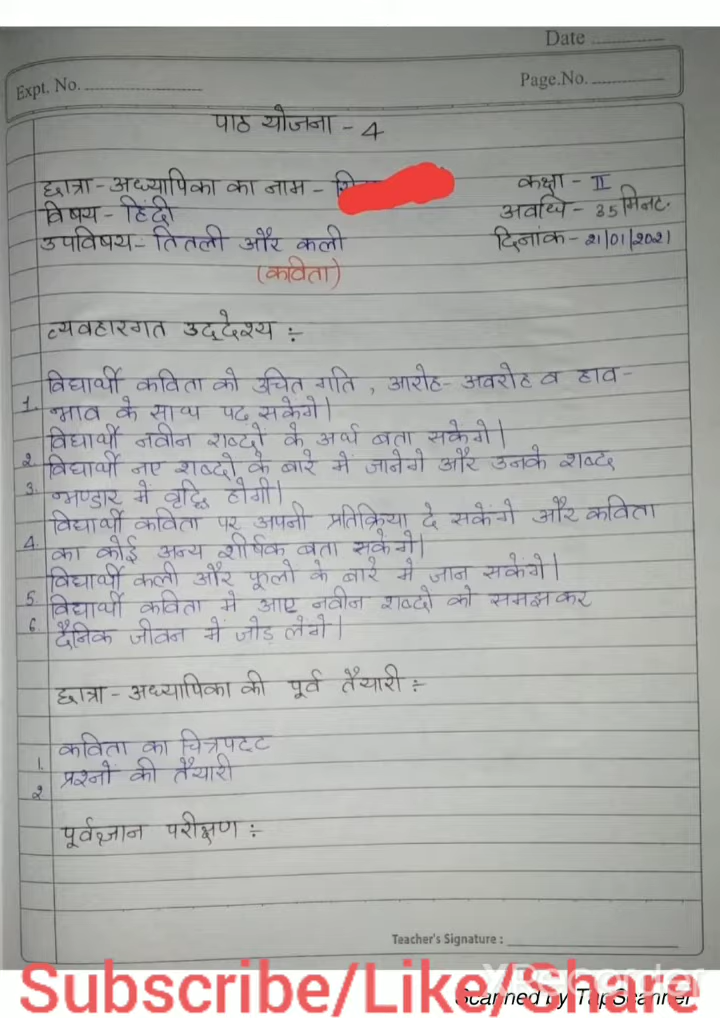 Date
Expt. No.
Page.No.
पाठ योजना - 4
छात्रा - अध्यापिका का नाम -
कक्षा - II
विषय - हिंदी
अवधि - 35 मिनट.
उपविषय - तितली और कली
दिनांक - 21/01/2021
(कविता)
व्यवहारगत उद्देश्य :-
विद्यार्थी कविता को उचित गति , आरोह - अवरोह व हाव -
1. भाव के साथ पढ़ सकेंगे।
विद्यार्थी नवीन शब्दों के अर्थ बता सकेगे।
2. विद्यार्थी नए शब्दों के बारे में जानेगे और उनके शब्द
3. भण्डार में वृद्धि होगी।
विद्यार्थी कविता पर अपनी प्रतिक्रिया दे सकेंगे और कविता
4. का कोई अन्य शीर्षक बता सकेगे।
विद्यार्थी कली और फूलो के बारे मे जान सकेंगे।
5 विद्यार्थी कविता मे आए नवीन शब्दो को समझ कर
6 दैनिक जीवन में जोड़ लेगे।
छात्रा - अध्यापिका की पूर्व तैयारी :-
कविता का चित्रपट्ट
1. प्रश्नों की तैयारी
2
पूर्वज्ञान परीक्षण :-
Teacher's Signature :
Subscribe/Like/Share
XRecorder
Scanned by TapScanner